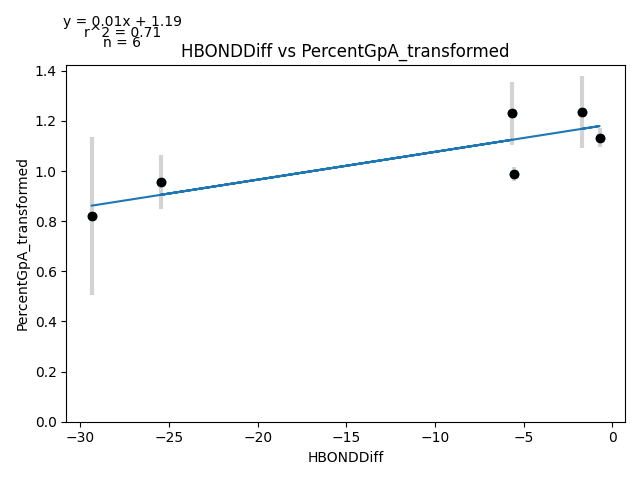 y = 0.01x + 1.19
r^2 = 0.71
n = 6
HBONDDiff vs PercentGpA_transformed
1.4
1.2
1.0
0.8
0.6
0.4
0.2
0.0
PercentGpA_transformed
−30 −25 −20 −15 −10 −5 0
HBONDDiff